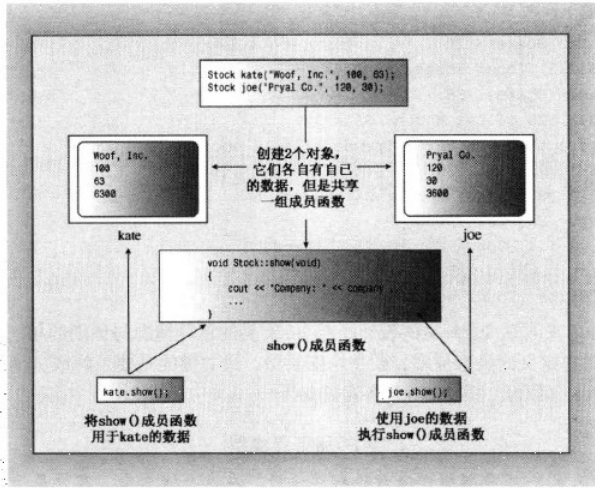 Stock kate("Woof, Inc.", 100, 63);
Stock joe("Pryal Co.", 120, 30);
Woof, Inc.
100
63
6300
kate
创建2个对象，
它们各自有自己
的数据，但是共享
一组成员函数
Pryal Co.
120
30
3600
joe
void Stock::show(void)
{
cout << "Company: " << company
...
}
show()成员函数
kate.show();
joe.show();
将show()成员函数
用于kate的数据
使用joe的数据
执行show()成员函数